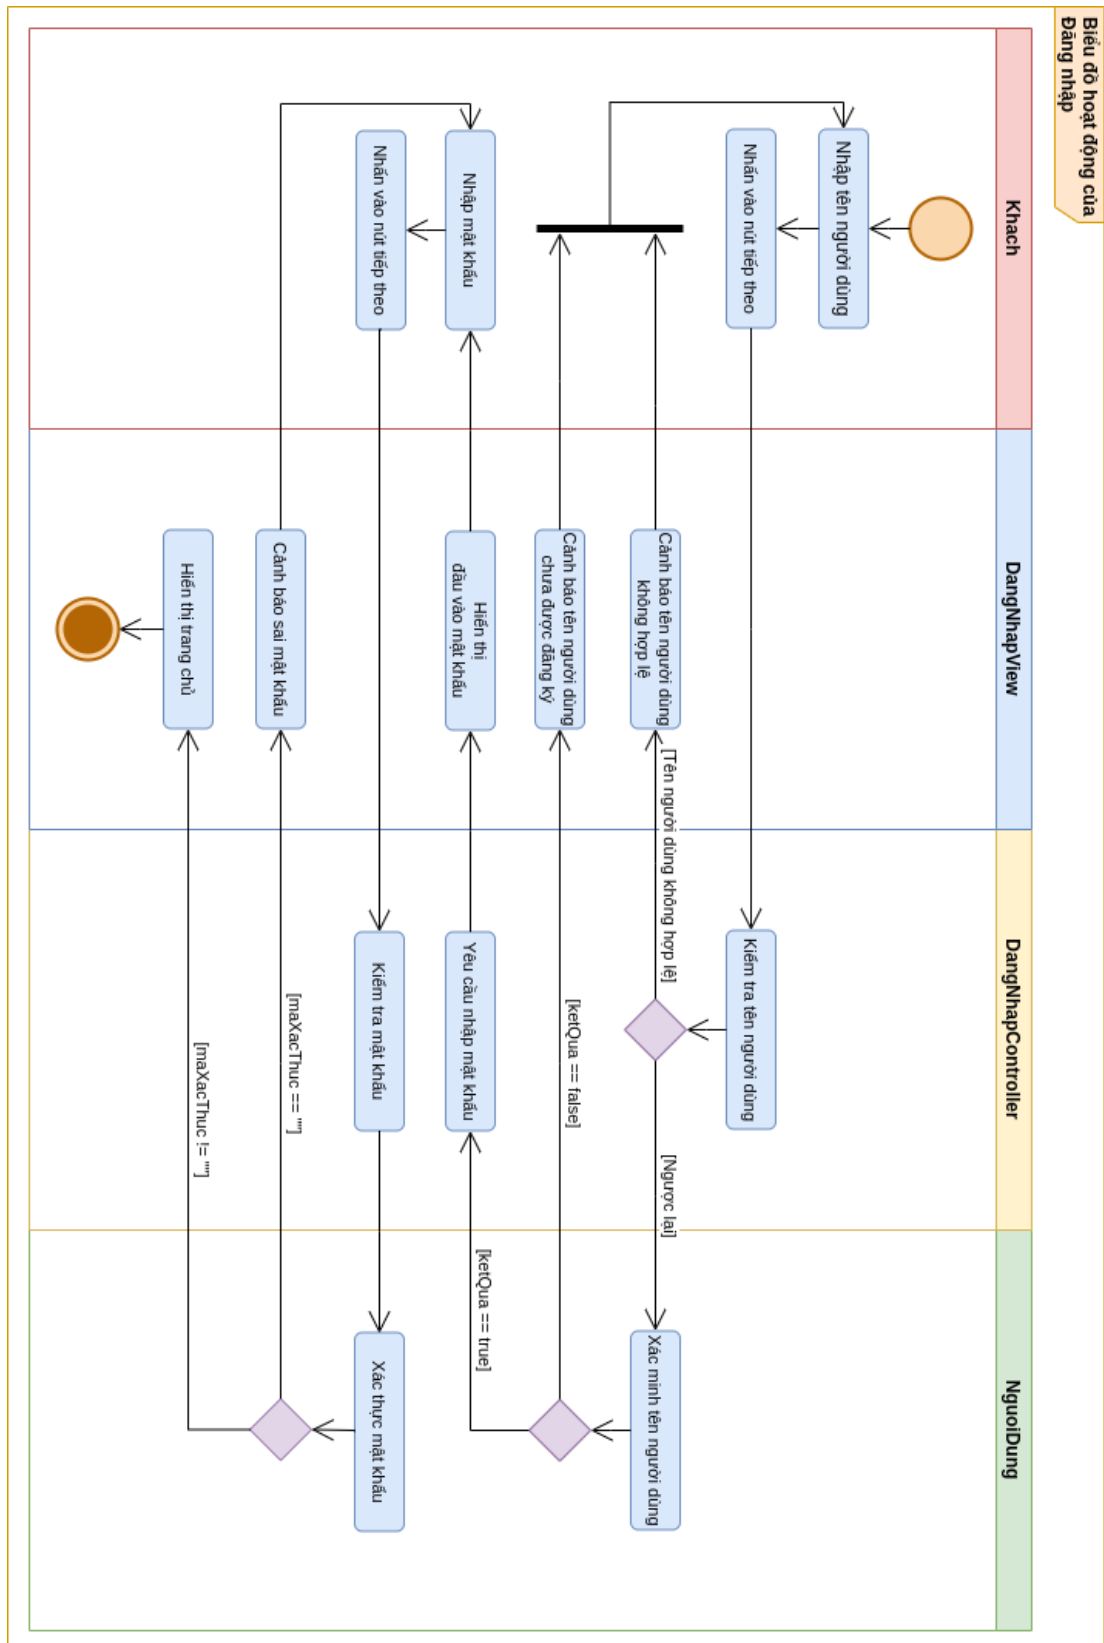 Biểu đồ hoạt động của
Đăng nhập
Khach
DangNhapView
DangNhapController
NguoiDung
Nhập tên người dùng
Nhấn vào nút tiếp theo
Kiểm tra tên người dùng
[Tên người dùng không hợp lệ]
[Ngược lại]
Cảnh báo tên người dùng
không hợp lệ
Xác minh tên người dùng
Cảnh báo tên người dùng
chưa được đăng ký
[ketQua == false]
[ketQua == true]
Nhập mật khẩu
Hiển thị
đầu vào mật khẩu
Yêu cầu nhập mật khẩu
Nhấn vào nút tiếp theo
Kiểm tra mật khẩu
Xác thực mật khẩu
Cảnh báo sai mật khẩu
[maXacThuc == ""]
Hiển thị trang chủ
[maXacThuc != ""]